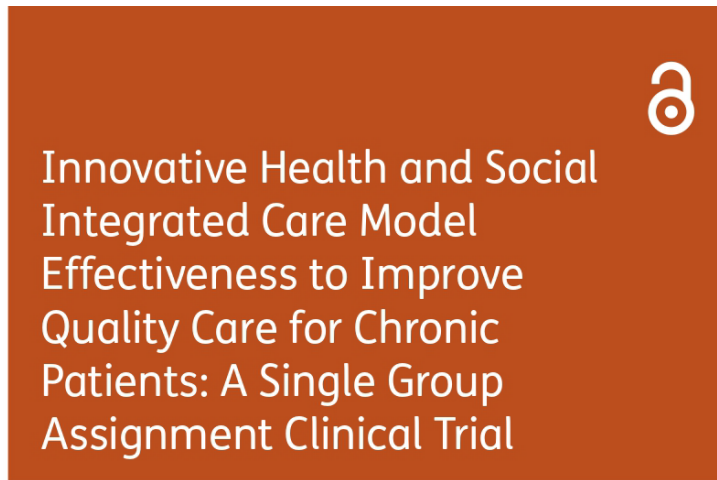 Innovative Health and Social
Integrated Care Model
Effectiveness to Improve
Quality Care for Chronic
Patients: A Single Group
Assignment Clinical Trial